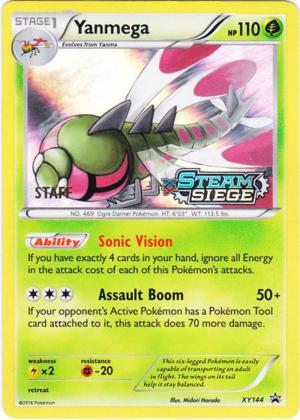 STAGE1 Yanmega HP110
Evolves from Yanma
STAFF
STEAM
SIEGE
NO. 469 Ogre Darner Pokémon HT: 6'03" WT: 113.5 lbs
Ability Sonic Vision
If you have exactly 4 cards in your hand, ignore all Energy
in the attack cost of each of this Pokémon's attacks.
Assault Boom 50+
If your opponent's Active Pokémon has a Pokémon Tool
card attached to it, this attack does 70 more damage.
weakness resistance
×2 -20
retreat
This six-legged Pokémon is easily
capable of transporting an adult
in flight. The wings on its tail
help it stay balanced.
Illus. Midori Harada
©2016 Pokémon XY144